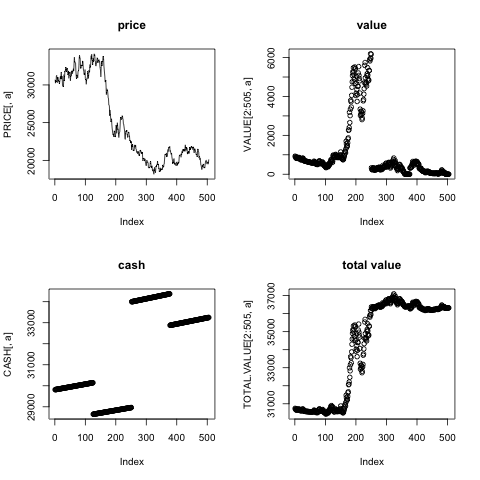 price
PRICE[, a]
20000 25000 30000
0 100 200 300 400 500
Index
value
VALUE[2:505, a]
0 2000 4000 6000
0 100 200 300 400 500
Index
cash
CASH[, a]
29000 31000 33000
0 100 200 300 400 500
Index
total value
TOTAL.VALUE[2:505, a]
31000 33000 35000 37000
0 100 200 300 400 500
Index